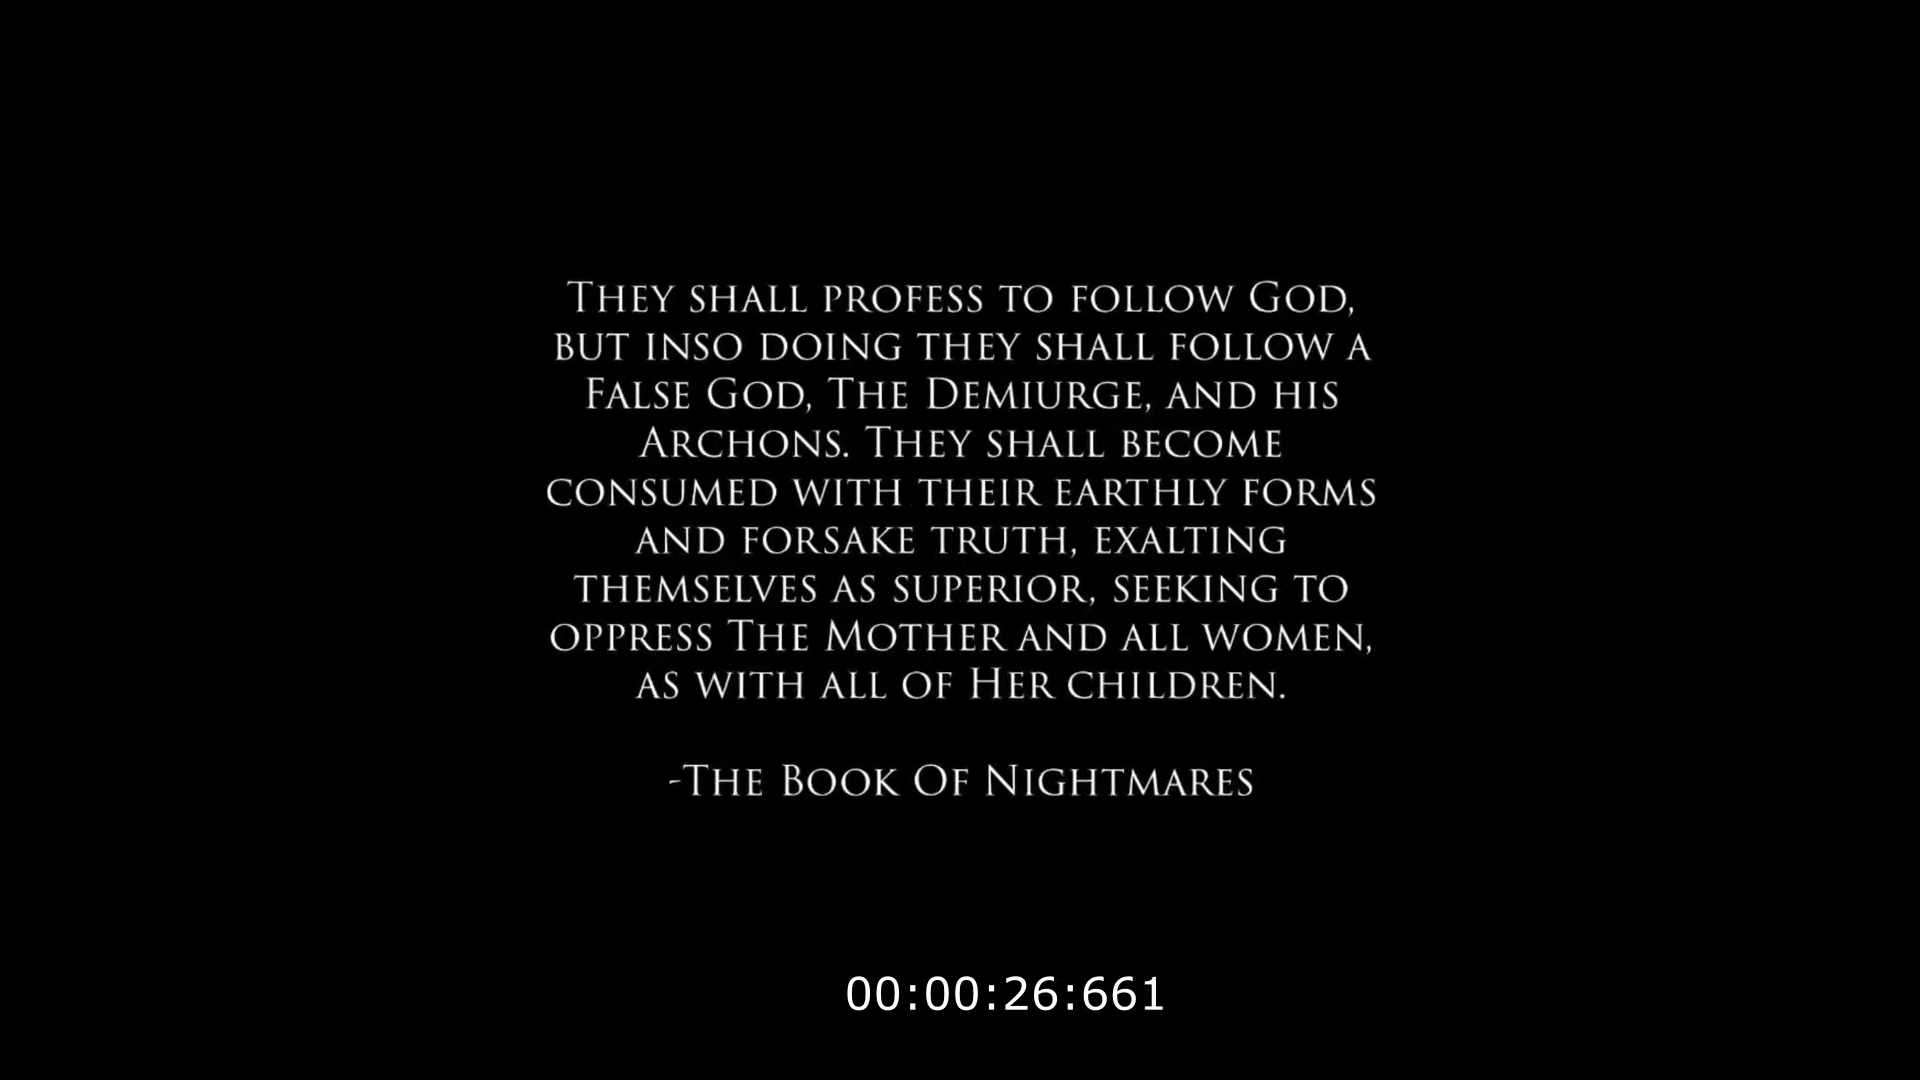 They shall profess to follow God,
but inso doing they shall follow a
False God, The Demiurge, and his
Archons. They shall become
consumed with their earthly forms
and forsake truth, exalting
themselves as superior, seeking to
oppress The Mother and all women,
as with all of Her children.
-The Book Of Nightmares
00:00:26:661